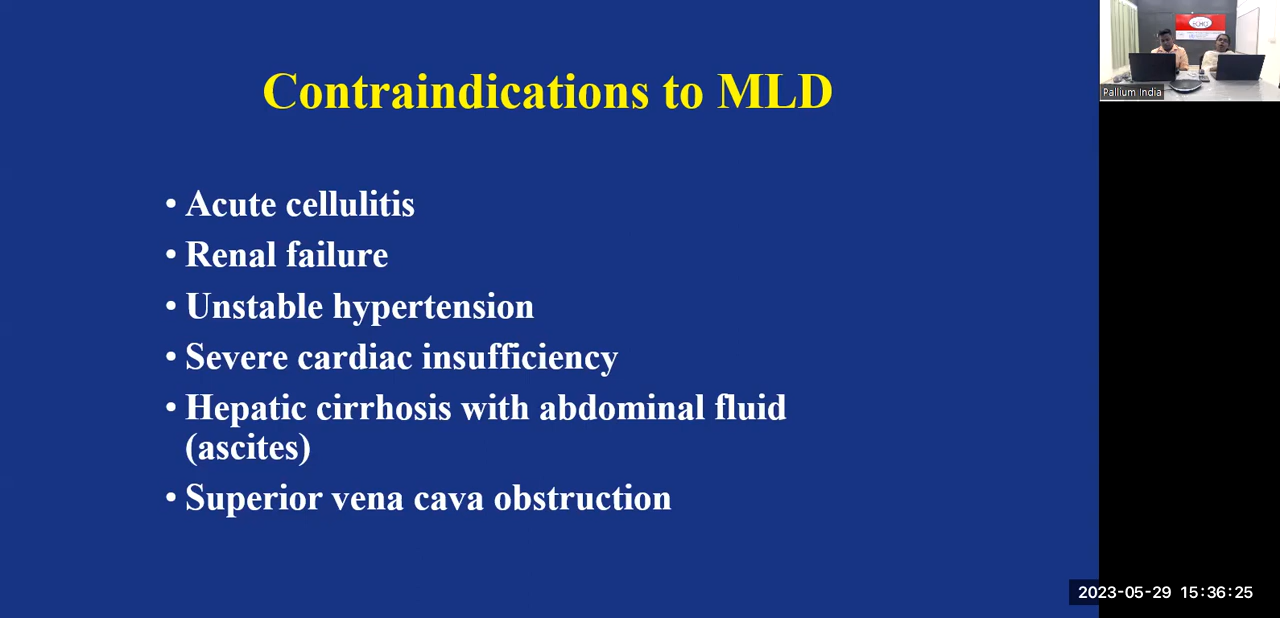 Contraindications to MLD
• Acute cellulitis
• Renal failure
• Unstable hypertension
• Severe cardiac insufficiency
• Hepatic cirrhosis with abdominal fluid
(ascites)
• Superior vena cava obstruction
ECHO
Pallium India
2023-05-29 15:36:25